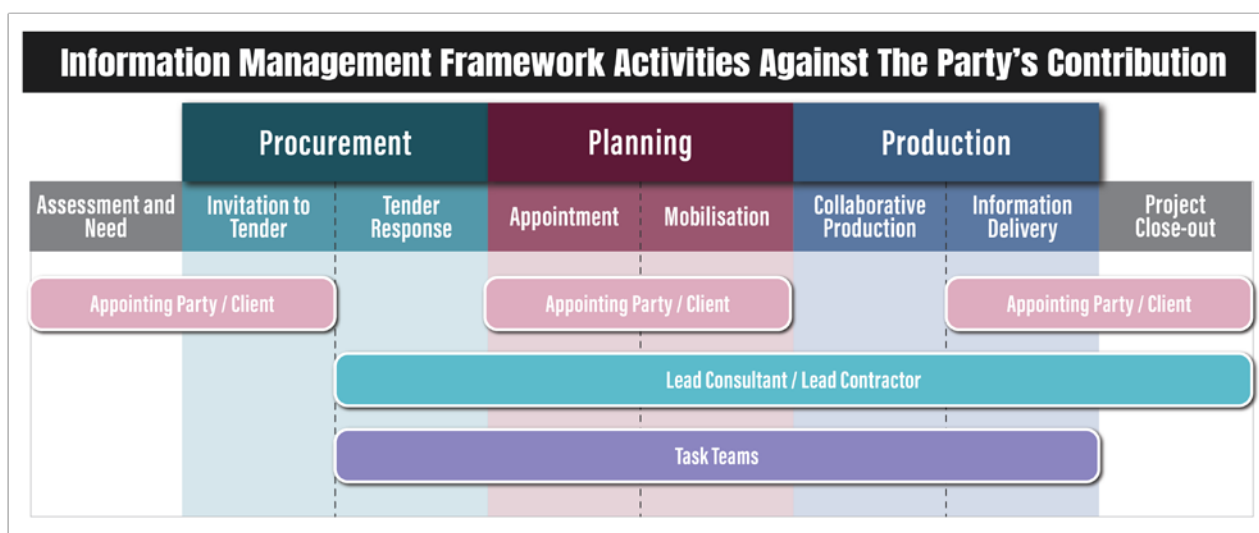 Information Management Framework Activities Against The Party's Contribution
Procurement
Planning
Production
Assessment and
Need
Invitation to
Tender
Tender
Response
Appointment
Mobilisation
Collaborative
Production
Information
Delivery
Project
Close-out
Appointing Party / Client
Appointing Party / Client
Appointing Party / Client
Lead Consultant / Lead Contractor
Task Teams